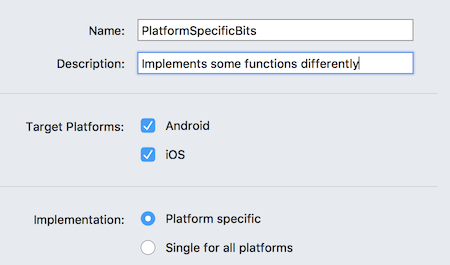 Name: PlatformSpecificBits
Description: Implements some functions differently
Target Platforms: Android
iOS
Implementation: Platform specific
Single for all platforms